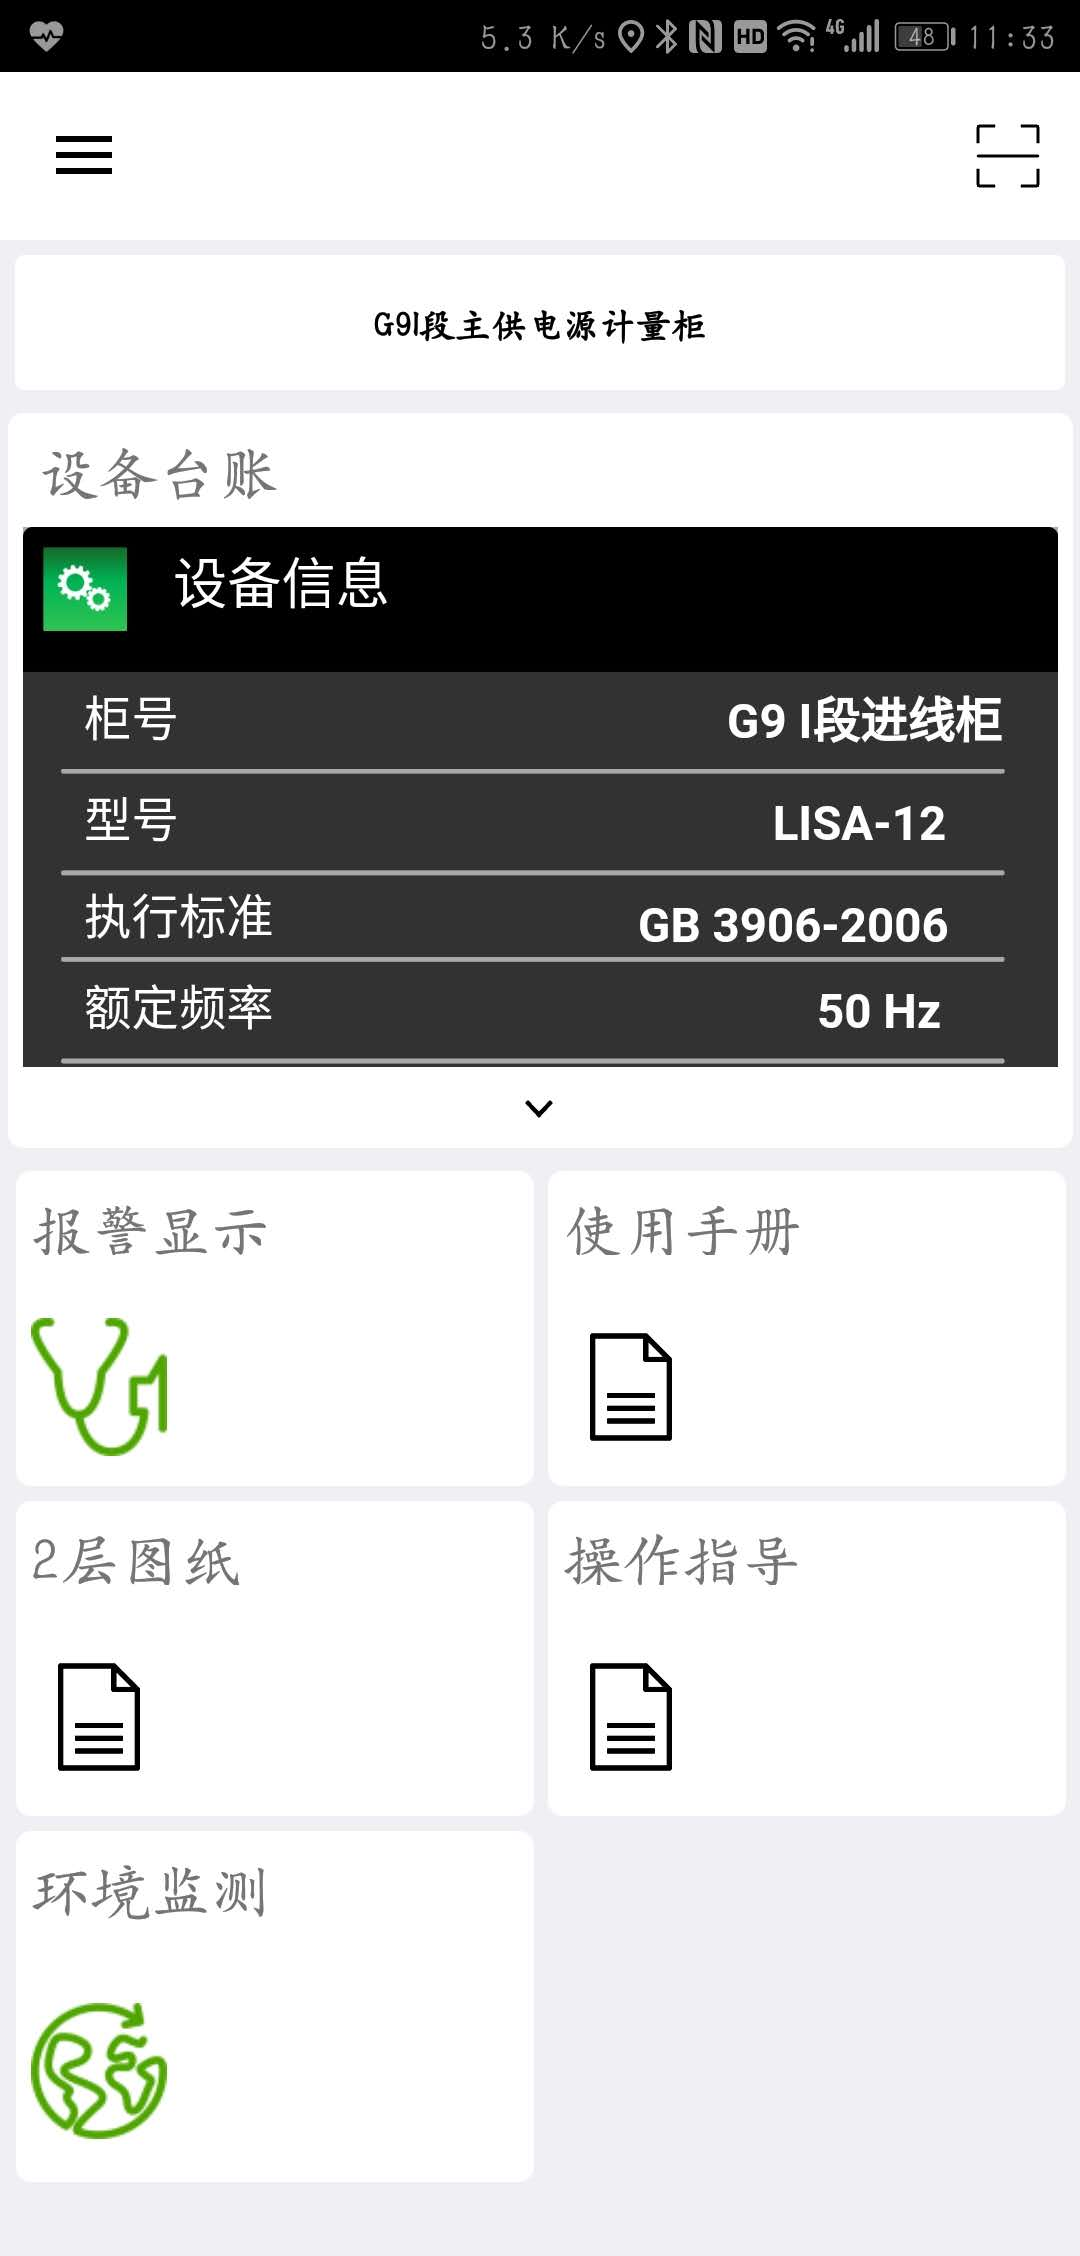 5.3 K/s HD 4G 48 11:33
G9I段主供电源计量柜
设备台账
设备信息
柜号 G9 I段进线柜
型号 LISA-12
执行标准 GB 3906-2006
额定频率 50 Hz
报警显示 使用手册
2层图纸 操作指导
环境监测